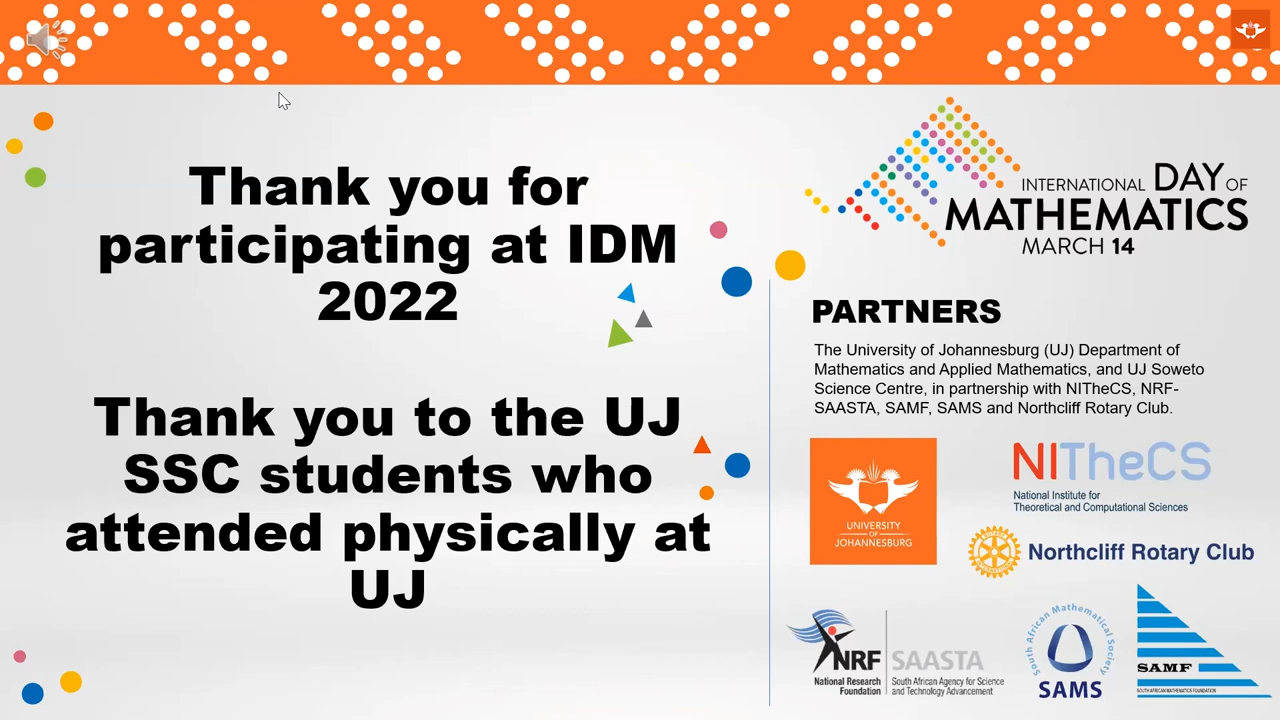 Thank you for
participating at IDM
2022
Thank you to the UJ
SSC students who
attended physically at
UJ
INTERNATIONAL DAY OF
MATHEMATICS
MARCH 14
PARTNERS
The University of Johannesburg (UJ) Department of
Mathematics and Applied Mathematics, and UJ Soweto
Science Centre, in partnership with NITheCS, NRF-
SAASTA, SAMF, SAMS and Northcliff Rotary Club.
UNIVERSITY
OF
JOHANNESBURG
NITheCS
National Institute for
Theoretical and Computational Sciences
Northcliff Rotary Club
NRF
National Research
Foundation
SAASTA
South African Agency for Science
and Technology Advancement
South African Mathematical Society
SAMS
SAMF
SOUTH AFRICAN MATHEMATICS FOUNDATION